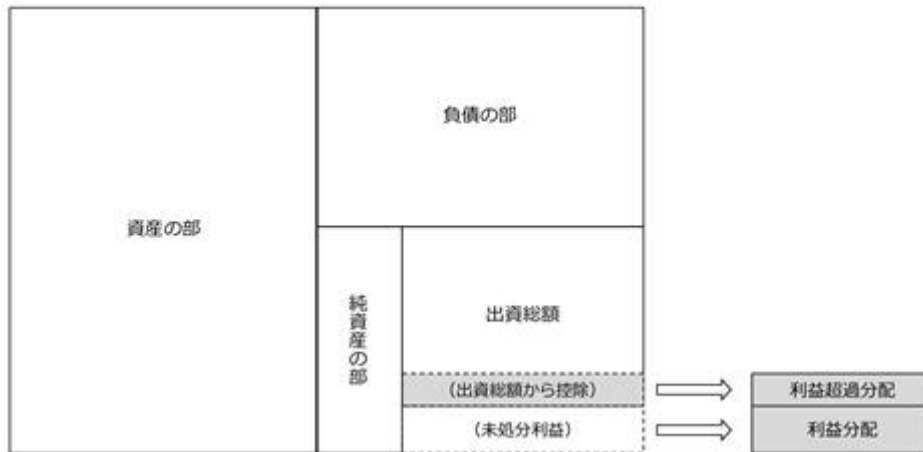 資産の部
負債の部
純資産の部
出資総額
（出資総額から控除）
利益超過分配
（未処分利益）
利益分配